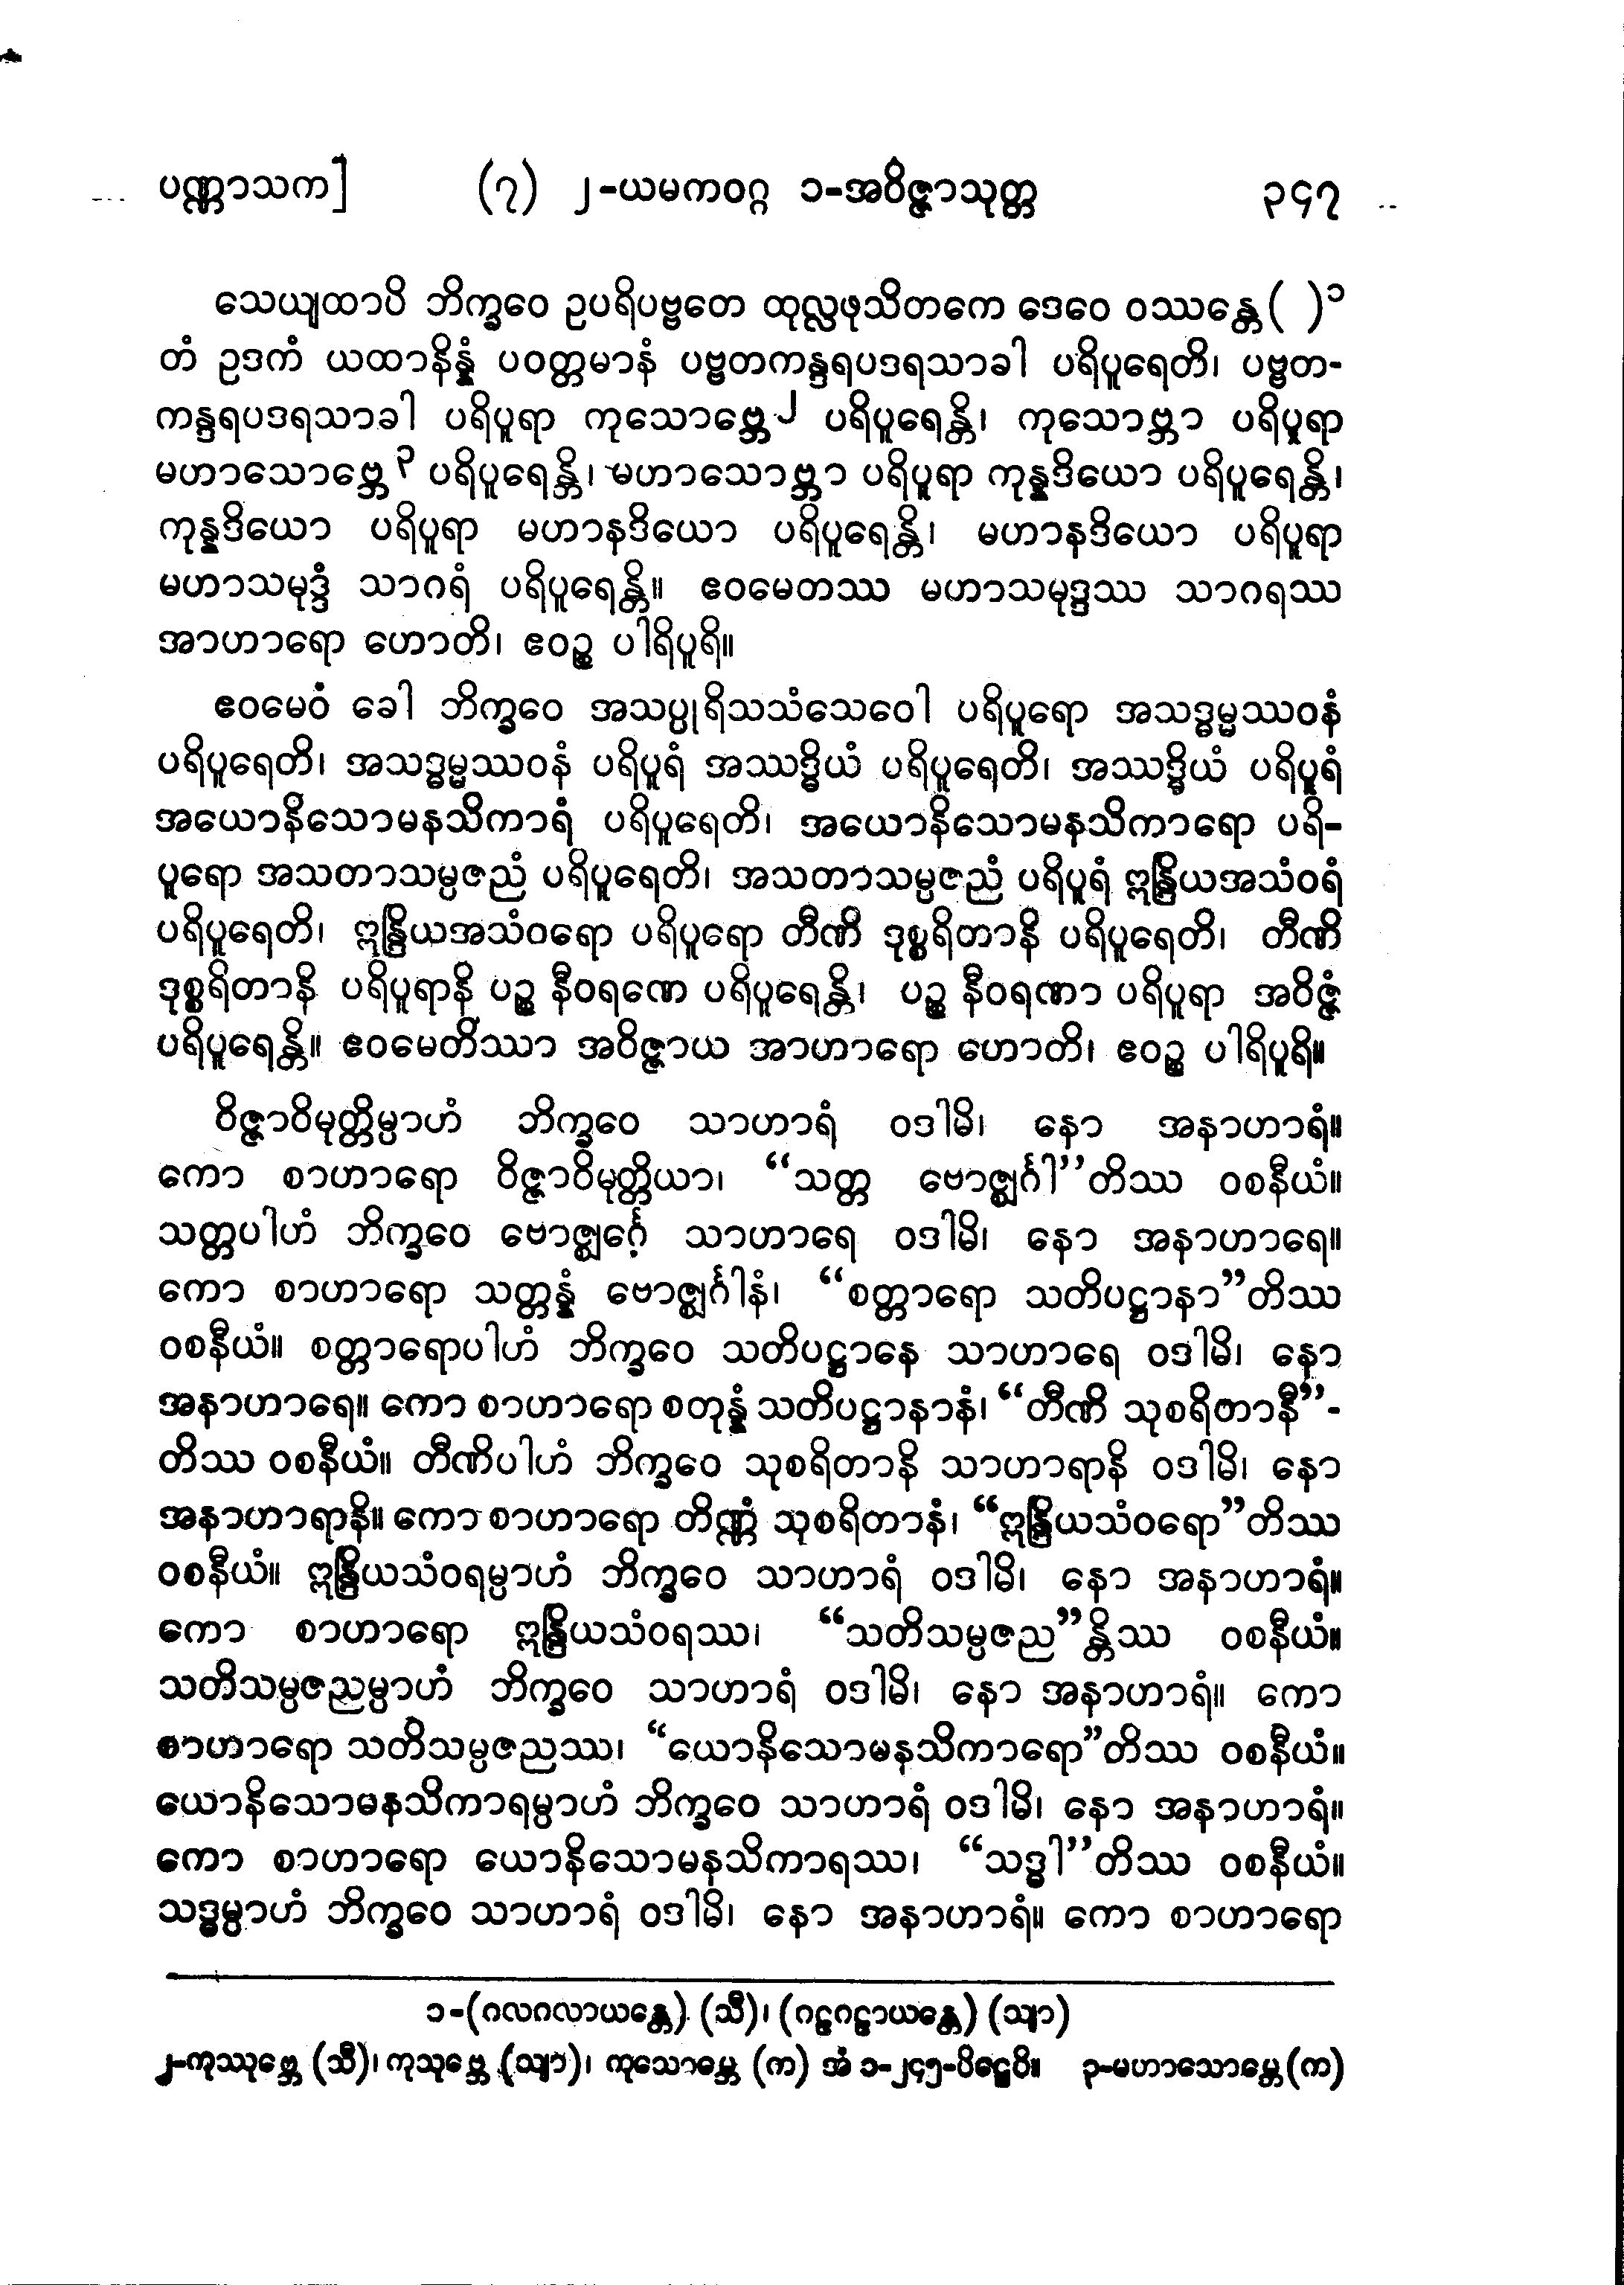 ပဏ္ဏာသက]     (၇) ၂-ယမကဝဂ္ဂ ၁-အဝိဇ္ဇာသုတ္တ     ၃၄၇
သေယျထာပိ ဘိက္ခဝေ ဥပရိပဗ္ဗတေ ထုလ္လဖုသိတကေ ဒေဝေ ဝဿန္တေ ( )၁
တံ ဥဒကံ ယထာနိန္နံ ပဝတ္တမာနံ ပဗ္ဗတကန္ဒရပဒရသာခါ ပရိပူရေတိ၊ ပဗ္ဗတ-
ကန္ဒရပဒရသာခါ ပရိပူရာ ကုသောဗ္ဘေ၂ ပရိပူရေန္တိ၊ ကုသောဗ္ဘာ ပရိပူရာ
မဟာသောဗ္ဘေ၃ ပရိပူရေန္တိ၊ မဟာသောဗ္ဘာ ပရိပူရာ ကုန္နဒိယော ပရိပူရေန္တိ၊
ကုန္နဒိယော ပရိပူရာ မဟာနဒိယော ပရိပူရေန္တိ၊ မဟာနဒိယော ပရိပူရာ
မဟာသမုဒ္ဒံ သာဂရံ ပရိပူရေန္တိ။ ဧဝမေတဿ မဟာသမုဒ္ဒဿ သာဂရဿ
အာဟာရော ဟောတိ၊ ဧဝဉ္စ ပါရိပူရိ။
ဧဝမေဝံ ခေါ ဘိက္ခဝေ အသပ္ပုရိသသံသေဝေါ ပရိပူရော အသဒ္ဓမ္မဿဝနံ
ပရိပူရေတိ၊ အသဒ္ဓမ္မဿဝနံ ပရိပူရံ အဿဒ္ဓိယံ ပရိပူရေတိ၊ အဿဒ္ဓိယံ ပရိပူရံ
အယောနိသောမနသိကာရံ ပရိပူရေတိ၊ အယောနိသောမနသိကာရော ပရိ-
ပူရော အသတာသမ္ပဇညံ ပရိပူရေတိ၊ အသတာသမ္ပဇညံ ပရိပူရံ ဣန္ဒြိယအသံဝရံ
ပရိပူရေတိ၊ ဣန္ဒြိယအသံဝရော ပရိပူရော တီဏိ ဒုစ္စရိတာနိ ပရိပူရေတိ၊ တီဏိ
ဒုစ္စရိတာနိ ပရိပူရာနိ ပဉ္စ နီဝရဏေ ပရိပူရေန္တိ၊ ပဉ္စ နီဝရဏာ ပရိပူရာ အဝိဇ္ဇံ
ပရိပူရေန္တိ။ ဧဝမေတိဿာ အဝိဇ္ဇာယ အာဟာရော ဟောတိ၊ ဧဝဉ္စ ပါရိပူရိ။
ဝိဇ္ဇာဝိမုတ္တိမ္ပာဟံ ဘိက္ခဝေ သာဟာရံ ဝဒါမိ၊ နော အနာဟာရံ။
ကော စာဟာရော ဝိဇ္ဇာဝိမုတ္တိယာ၊ “သတ္တ ဗောဇ္ဈင်္ဂါ”တိဿ ဝစနီယံ။
သတ္တပါဟံ ဘိက္ခဝေ ဗောဇ္ဈင်္ဂေ သာဟာရေ ဝဒါမိ၊ နော အနာဟာရေ။
ကော စာဟာရော သတ္တန္နံ ဗောဇ္ဈင်္ဂါနံ၊ “စတ္တာရော သတိပဋ္ဌာနာ”တိဿ
ဝစနီယံ။ စတ္တာရောပါဟံ ဘိက္ခဝေ သတိပဋ္ဌာနေ သာဟာရေ ဝဒါမိ၊ နော
အနာဟာရေ။ ကော စာဟာရော စတုန္နံ သတိပဋ္ဌာနာနံ၊ “တီဏိ သုစရိတာနီ”-
တိဿ ဝစနီယံ။ တီဏိပါဟံ ဘိက္ခဝေ သုစရိတာနိ သာဟာရာနိ ဝဒါမိ၊ နော
အနာဟာရာနိ။ ကော စာဟာရော တိဏ္ဏံ သုစရိတာနံ၊ “ဣန္ဒြိယသံဝရော”တိဿ
ဝစနီယံ။ ဣန္ဒြိယသံဝရမ္ပာဟံ ဘိက္ခဝေ သာဟာရံ ဝဒါမိ၊ နော အနာဟာရံ။
ကော စာဟာရော ဣန္ဒြိယသံဝရဿ၊ “သတိသမ္ပဇည”န္တိဿ ဝစနီယံ။
သတိသမ္ပဇညမ္ပာဟံ ဘိက္ခဝေ သာဟာရံ ဝဒါမိ၊ နော အနာဟာရံ။ ကော
စာဟာရော သတိသမ္ပဇညဿ၊ “ယောနိသောမနသိကာရော”တိဿ ဝစနီယံ။
ယောနိသောမနသိကာရမ္ပာဟံ ဘိက္ခဝေ သာဟာရံ ဝဒါမိ၊ နော အနာဟာရံ။
ကော စာဟာရော ယောနိသောမနသိကာရဿ၊ “သဒ္ဓါ”တိဿ ဝစနီယံ။
သဒ္ဓမ္ပာဟံ ဘိက္ခဝေ သာဟာရံ ဝဒါမိ၊ နော အနာဟာရံ။ ကော စာဟာရော
၁-(ဂလဂလာယန္တေ) (သီ)၊ (ဂဠဂဠာယန္တေ) (သျာ)
၂-ကုဿုဗ္ဘေ (သီ)၊ ကုသုဗ္ဘေ (သျာ)၊ ကုသောမ္ဘေ (က) အံ ၁-၂၄၅-ပိဋ္ဌေပိ။ ၃-မဟာသောမ္ဘေ (က)